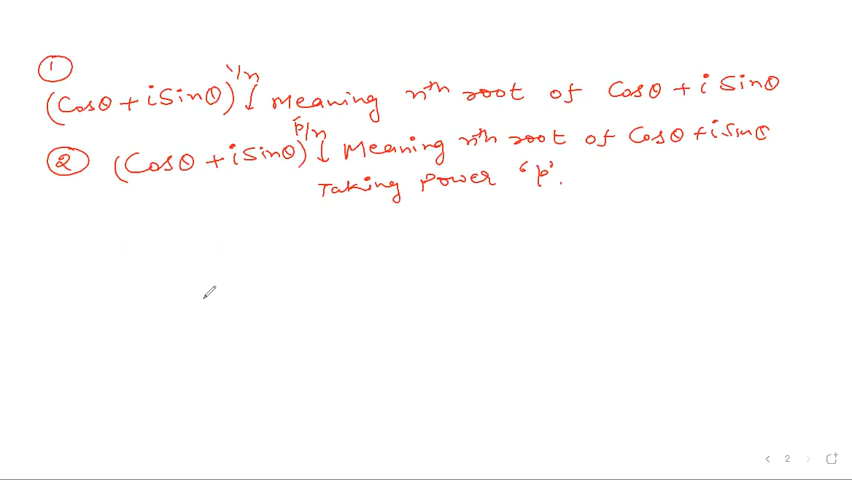 ①
(Cosθ + iSinθ)^1/n ↓ Meaning nth root of Cosθ + i Sinθ
② (Cosθ + iSinθ)^p/n ↓ Meaning nth root of Cosθ + iSinθ
Taking Power 'p'.
2